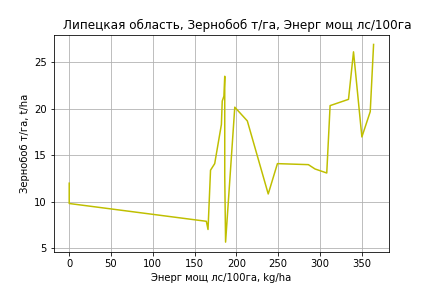 Липецкая область, Зернобоб т/га, Энерг мощ лс/100га
Зернобоб т/га, t/ha
25
20
15
10
5
0 50 100 150 200 250 300 350
Энерг мощ лс/100га, kg/ha